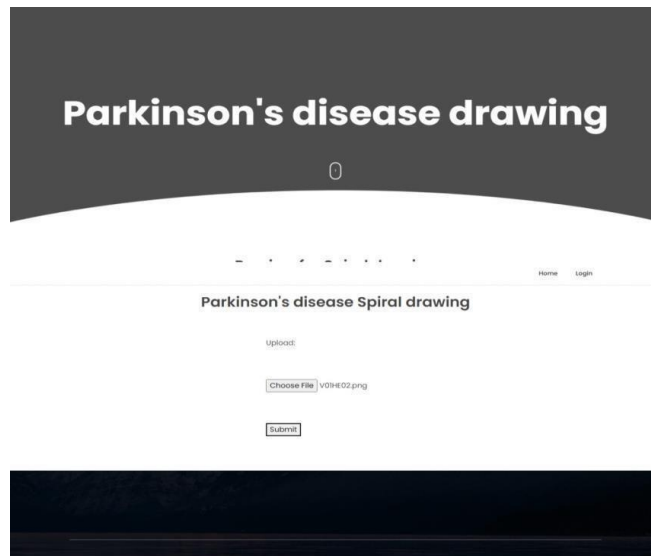 Parkinson's disease drawing
Home Login
Parkinson's disease Spiral drawing
Upload:
Choose File V01HE02.png
Submit